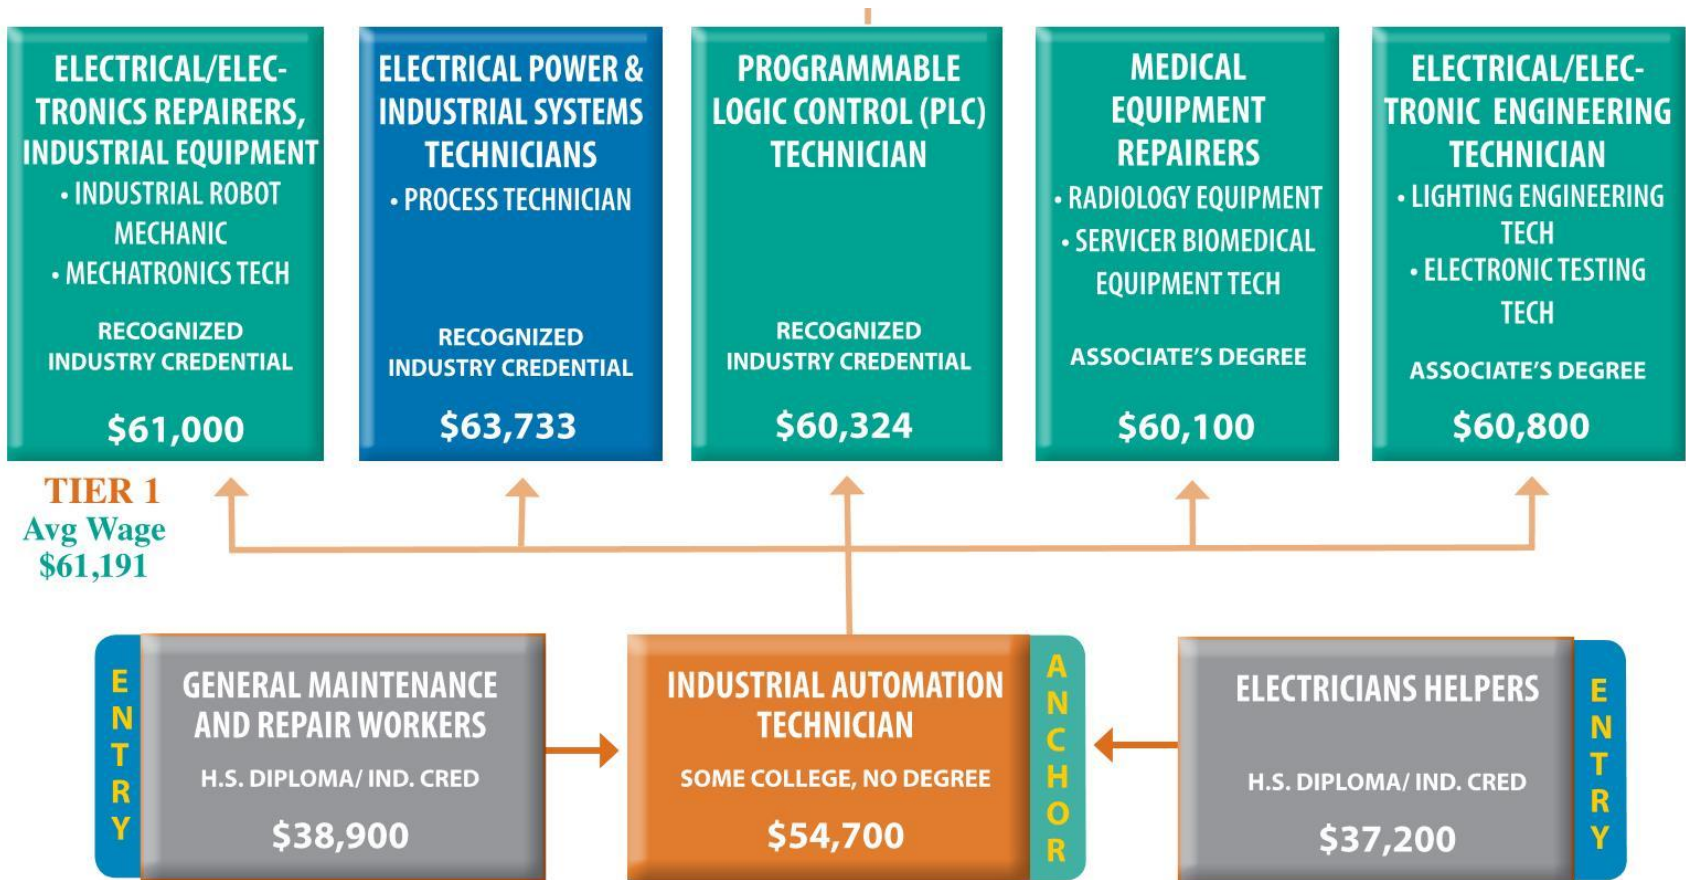 ELECTRICAL/ELEC-
TRONICS REPAIRERS,
INDUSTRIAL EQUIPMENT
• INDUSTRIAL ROBOT
MECHANIC
• MECHATRONICS TECH
RECOGNIZED
INDUSTRY CREDENTIAL
$61,000
ELECTRICAL POWER &
INDUSTRIAL SYSTEMS
TECHNICIANS
• PROCESS TECHNICIAN
RECOGNIZED
INDUSTRY CREDENTIAL
$63,733
PROGRAMMABLE
LOGIC CONTROL (PLC)
TECHNICIAN
RECOGNIZED
INDUSTRY CREDENTIAL
$60,324
MEDICAL
EQUIPMENT
REPAIRERS
• RADIOLOGY EQUIPMENT
• SERVICER BIOMEDICAL
EQUIPMENT TECH
ASSOCIATE'S DEGREE
$60,100
ELECTRICAL/ELEC-
TRONIC ENGINEERING
TECHNICIAN
• LIGHTING ENGINEERING
TECH
• ELECTRONIC TESTING
TECH
ASSOCIATE'S DEGREE
$60,800
TIER 1
Avg Wage
$61,191
ENTRY
GENERAL MAINTENANCE
AND REPAIR WORKERS
H.S. DIPLOMA/ IND. CRED
$38,900
INDUSTRIAL AUTOMATION
TECHNICIAN
SOME COLLEGE, NO DEGREE
$54,700
ANCHOR
ELECTRICIANS HELPERS
H.S. DIPLOMA/ IND. CRED
$37,200
ENTRY